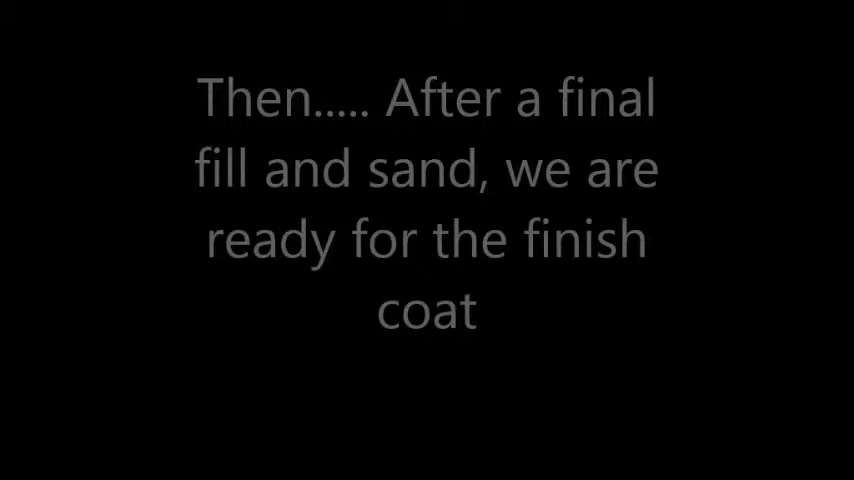 Then..... After a final
fill and sand, we are
ready for the finish
coat